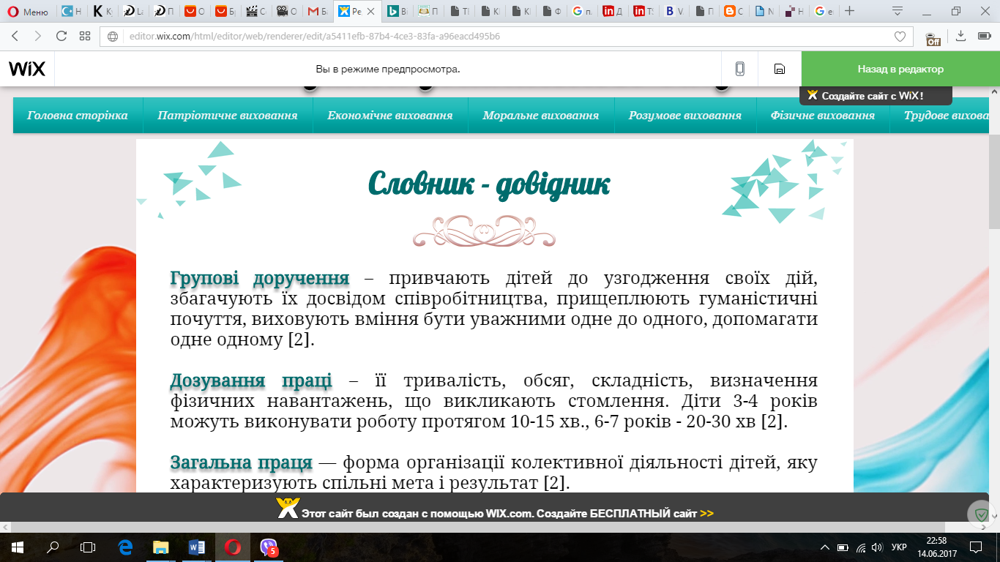 Меню
editor.wix.com/html/editor/web/renderer/edit/a5411efb-87b4-4ce3-83fa-a96eacd495b6
Off
WiX
Вы в режиме предпросмотра.
Назад в редактор
Создайте сайт с WiX!
Головна сторінка
Патріотичне виховання
Економічне виховання
Моральне виховання
Розумове виховання
Фізичне виховання
Трудове вихова
Словник - довідник
Групові доручення – привчають дітей до узгодження своїх дій,
збагачують їх досвідом співробітництва, прищеплюють гуманістичні
почуття, виховують вміння бути уважними одне до одного, допомагати
одне одному [2].
Дозування праці – її тривалість, обсяг, складність, визначення
фізичних навантажень, що викликають стомлення. Діти 3-4 років
можуть виконувати роботу протягом 10-15 хв., 6-7 років - 20-30 хв [2].
Загальна праця — форма організації колективної діяльності дітей, яку
характеризують спільні мета і результат [2].
Этот сайт был создан с помощью WIX.com. Создайте БЕСПЛАТНЫЙ сайт >>
5
УКР
22:58
14.06.2017